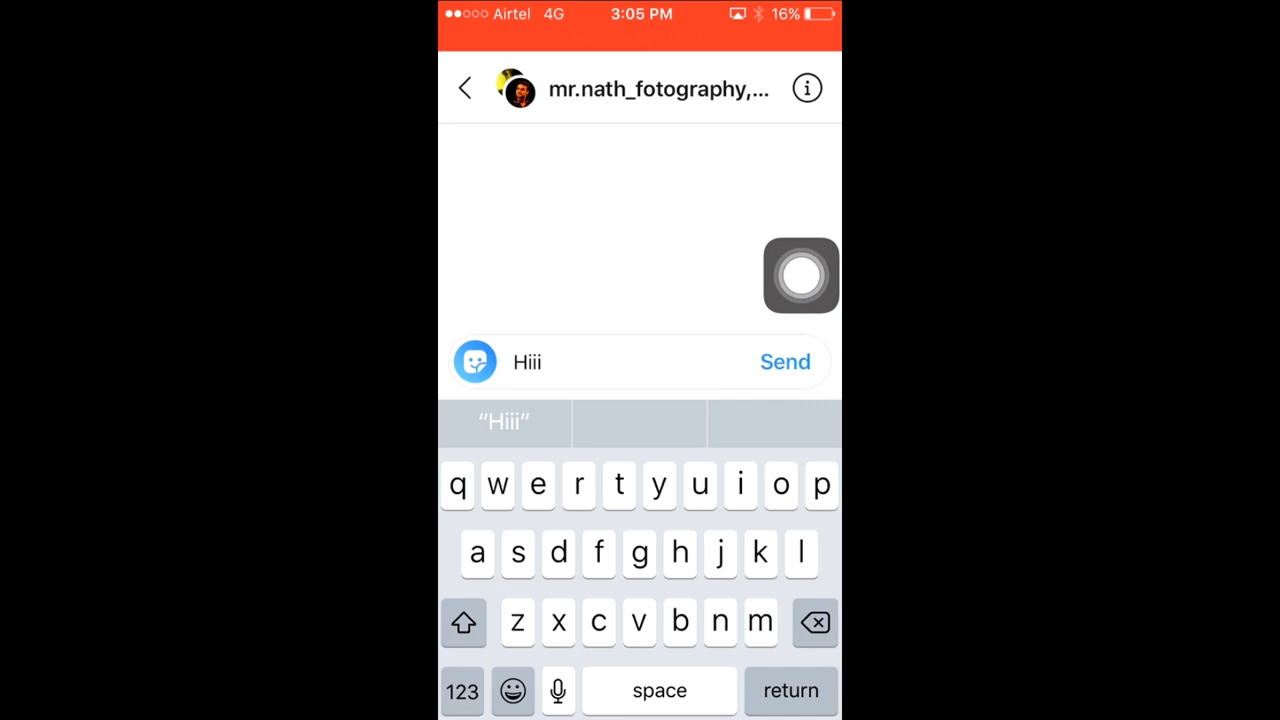 Airtel 4G 3:05 PM 16%
mr.nath_fotography,...
Hiii Send
“Hiii”
q w e r t y u i o p
a s d f g h j k l
z x c v b n m
123 space return